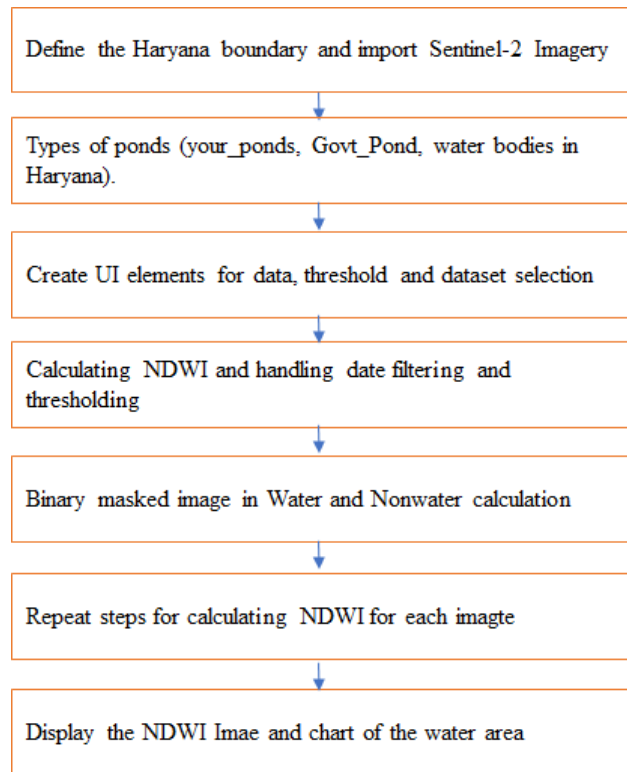 Define the Haryana boundary and import Sentinel-2 Imagery
Types of ponds (your_ponds, Govt_Pond, water bodies in
Haryana).
Create UI elements for data, threshold and dataset selection
Calculating NDWI and handling date filtering and
thresholding
Binary masked image in Water and Nonwater calculation
Repeat steps for calculating NDWI for each imagte
Display the NDWI Imae and chart of the water area